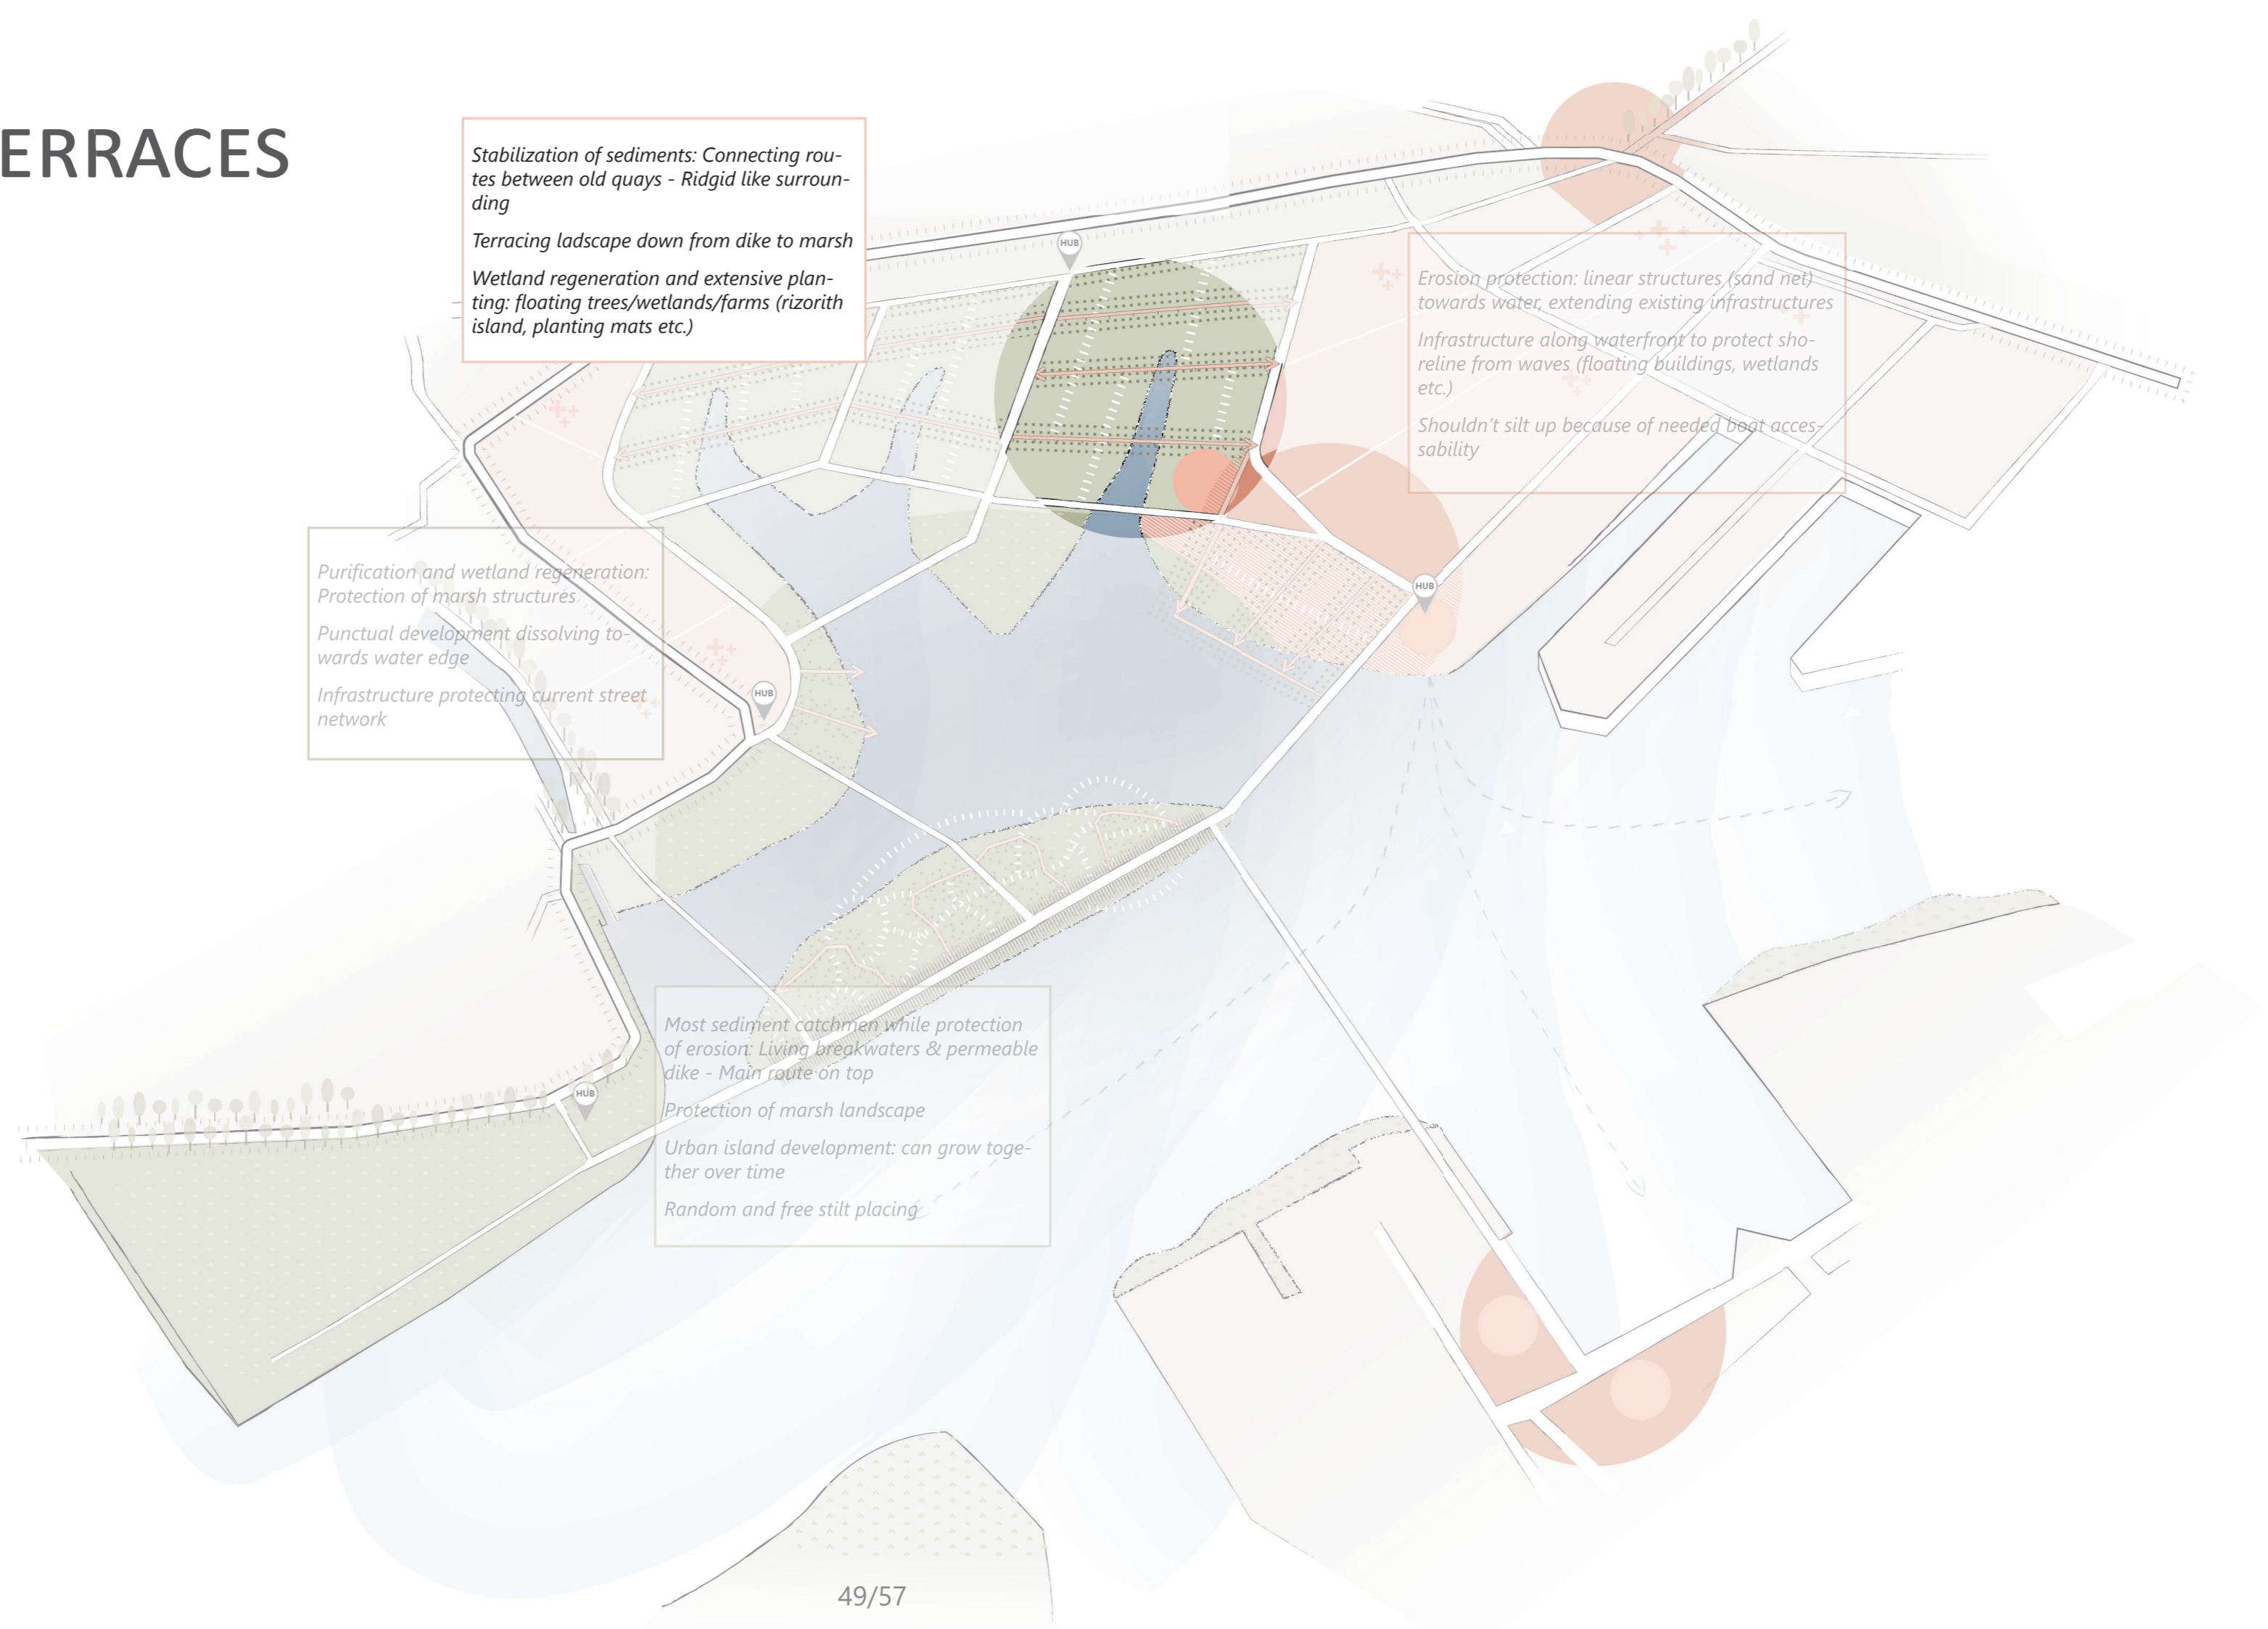 ERRACES
Stabilization of sediments: Connecting rou-
tes between old quays - Ridgid like surroun-
ding
Terracing ladscape down from dike to marsh
Wetland regeneration and extensive plan-
ting: floating trees/wetlands/farms (rizorith
island, planting mats etc.)
HUB
Erosion protection: linear structures (sand net)
towards water, extending existing infrastructures
Infrastructure along waterfront to protect sho-
reline from waves (floating buildings, wetlands
etc.)
Shouldn't silt up because of needed boat acces-
sability
Purification and wetland regeneration:
Protection of marsh structures
Punctual development dissolving to-
wards water edge
Infrastructure protecting current street
network
HUB
HUB
Most sediment catchmen while protection
of erosion: Living breakwaters & permeable
dike - Main route on top
Protection of marsh landscape
Urban island development: can grow toge-
ther over time
Random and free stilt placing
HUB
49/57